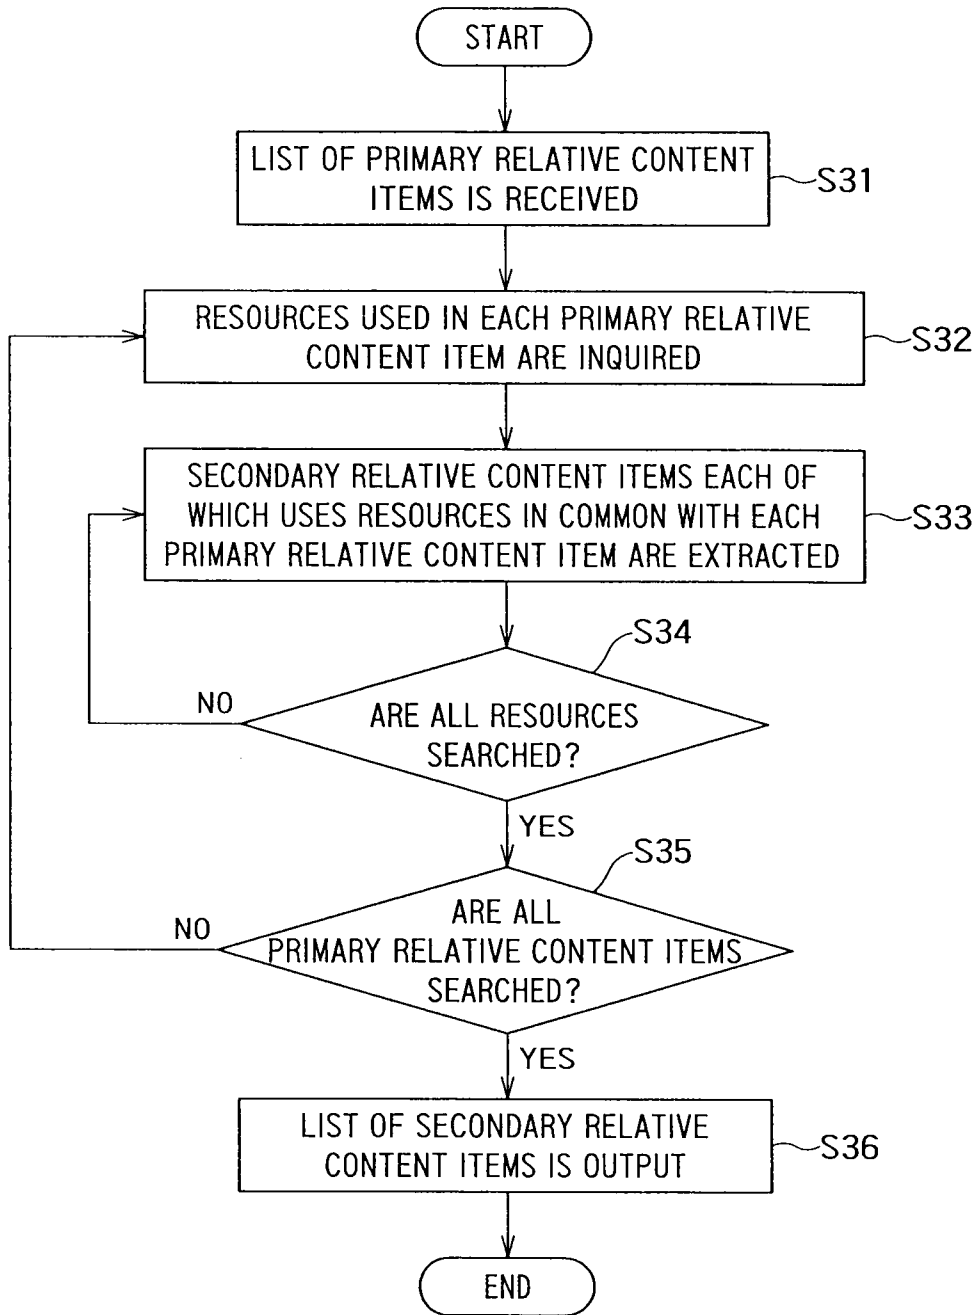 START
LIST OF PRIMARY RELATIVE CONTENT
ITEMS IS RECEIVED
S31
RESOURCES USED IN EACH PRIMARY RELATIVE
CONTENT ITEM ARE INQUIRED
S32
SECONDARY RELATIVE CONTENT ITEMS EACH OF
WHICH USES RESOURCES IN COMMON WITH EACH
PRIMARY RELATIVE CONTENT ITEM ARE EXTRACTED
S33
S34
NO
ARE ALL RESOURCES
SEARCHED?
YES
S35
NO
ARE ALL
PRIMARY RELATIVE CONTENT ITEMS
SEARCHED?
YES
LIST OF SECONDARY RELATIVE
CONTENT ITEMS IS OUTPUT
S36
END